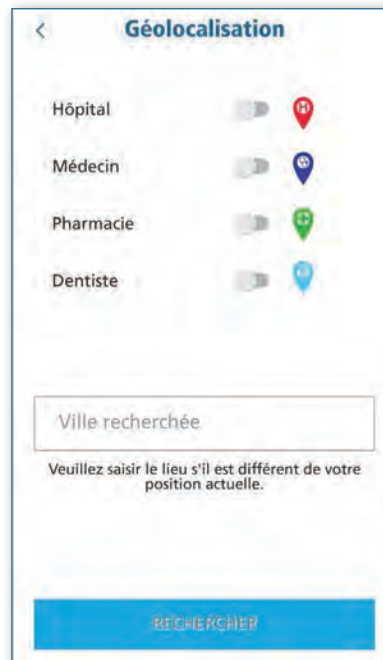 Géolocalisation
Hôpital
Médecin
Pharmacie
Dentiste
Ville recherchée
Veuillez saisir le lieu s'il est différent de votre
position actuelle.
RECHERCHER